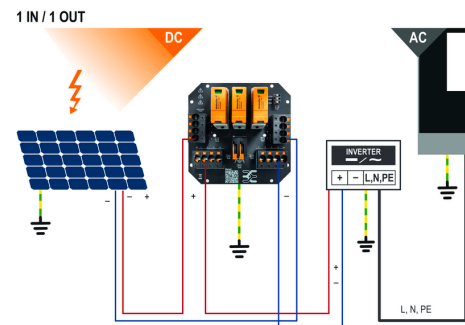 1 IN / 1 OUT
DC
AC
INVERTER
+ − L,N,PE
− − +
+
−
+
−
L, N, PE